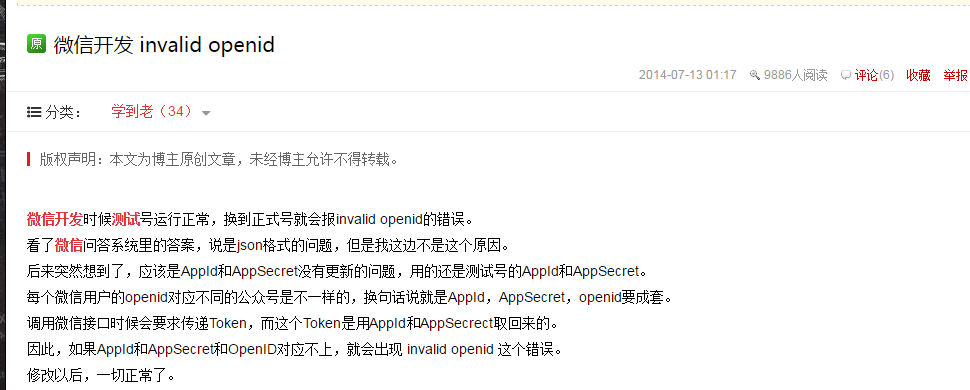 原 微信开发 invalid openid
2014-07-13 01:17 9886人阅读 评论(6) 收藏 举报
分类： 学到老（34）
版权声明：本文为博主原创文章，未经博主允许不得转载。
微信开发时候测试号运行正常，换到正式号就会报invalid openid的错误。
看了微信问答系统里的答案，说是json格式的问题，但是我这边不是这个原因。
后来突然想到了，应该是AppId和AppSecret没有更新的问题，用的还是测试号的AppId和AppSecret。
每个微信用户的openid对应不同的公众号是不一样的，换句话说就是AppId，AppSecret，openid要成套。
调用微信接口时候会要求传递Token，而这个Token是用AppId和AppSecrect取回来的。
因此，如果AppId和AppSecret和OpenID对应不上，就会出现 invalid openid 这个错误。
修改以后，一切正常了。